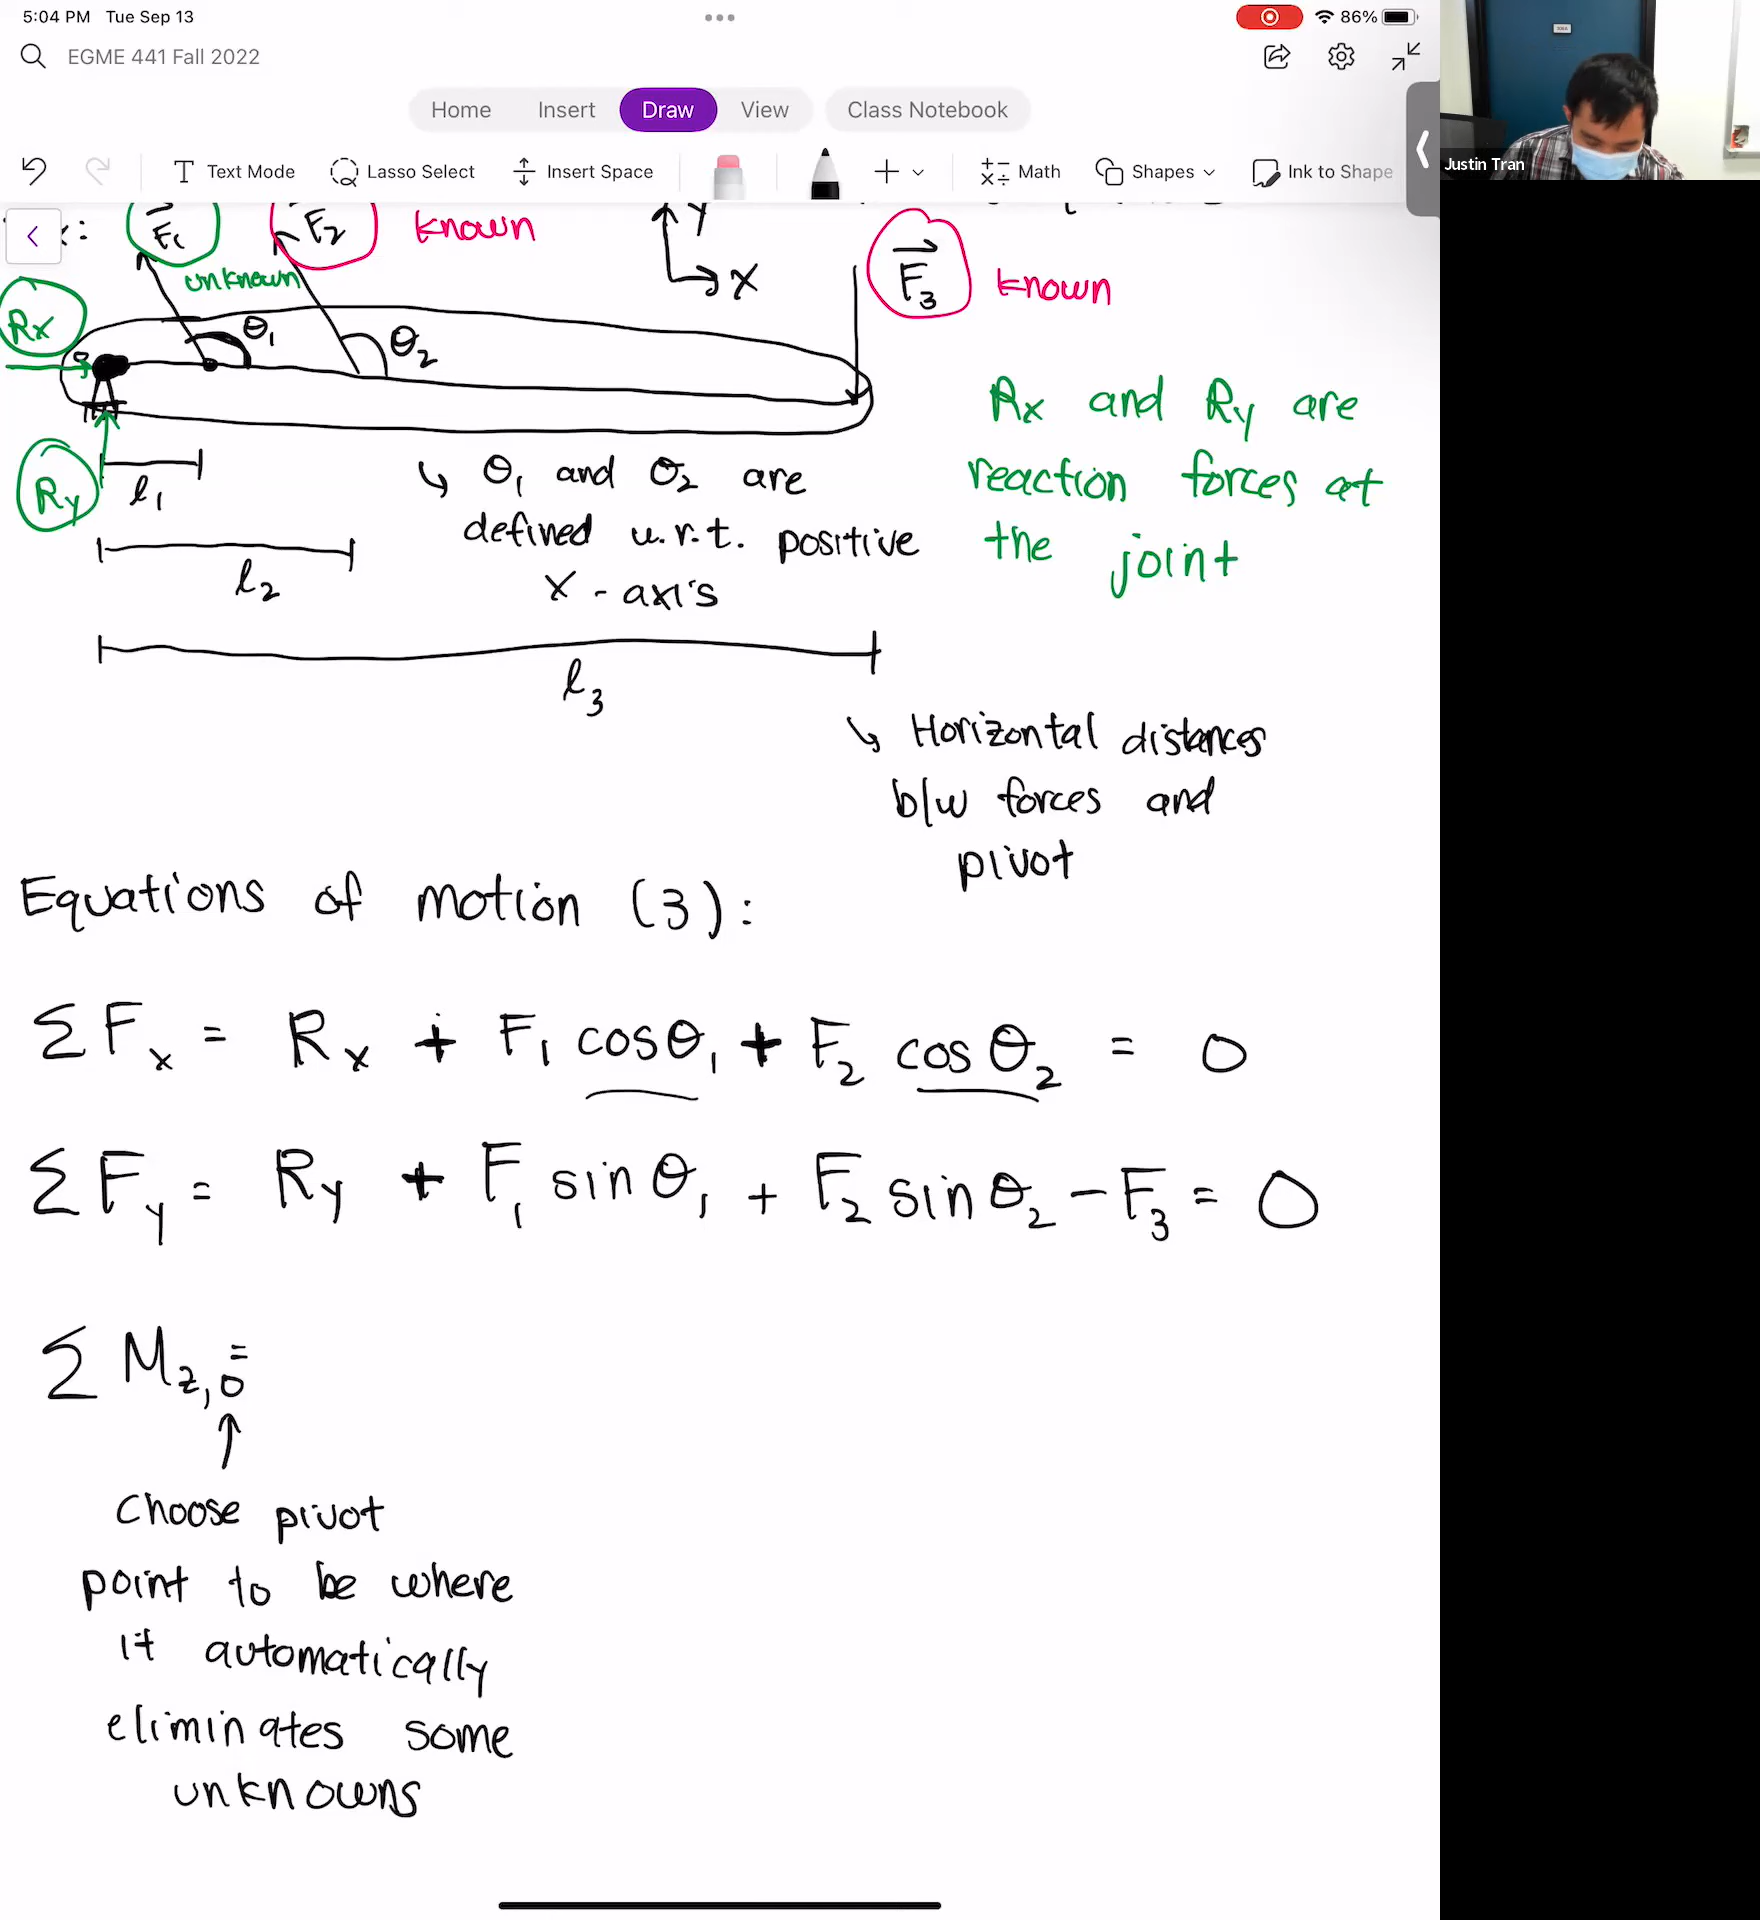 5:04 PM Tue Sep 13
86%
EGME 441 Fall 2022
Home Insert Draw View Class Notebook
Text Mode Lasso Select Insert Space Math Shapes Ink to Shape
Justin Tran
F₁ F₂ known Y
unknown X F₃ known
Rx θ₁ θ₂
o
Rx and Ry are
reaction forces at
the joint
Ry l₁
↳ θ₁ and θ₂ are
defined w.r.t. positive
x-axis
l₂
l₃
↳ Horizontal distances
b/w forces and
pivot
Equations of motion (3):
ΣFx = Rx + F₁ cosθ₁ + F₂ cosθ₂ = 0
ΣFy = Ry + F₁ sinθ₁ + F₂ sinθ₂ - F₃ = 0
ΣMz,o =
↑
Choose pivot
point to be where
it automatically
eliminates some
unknowns